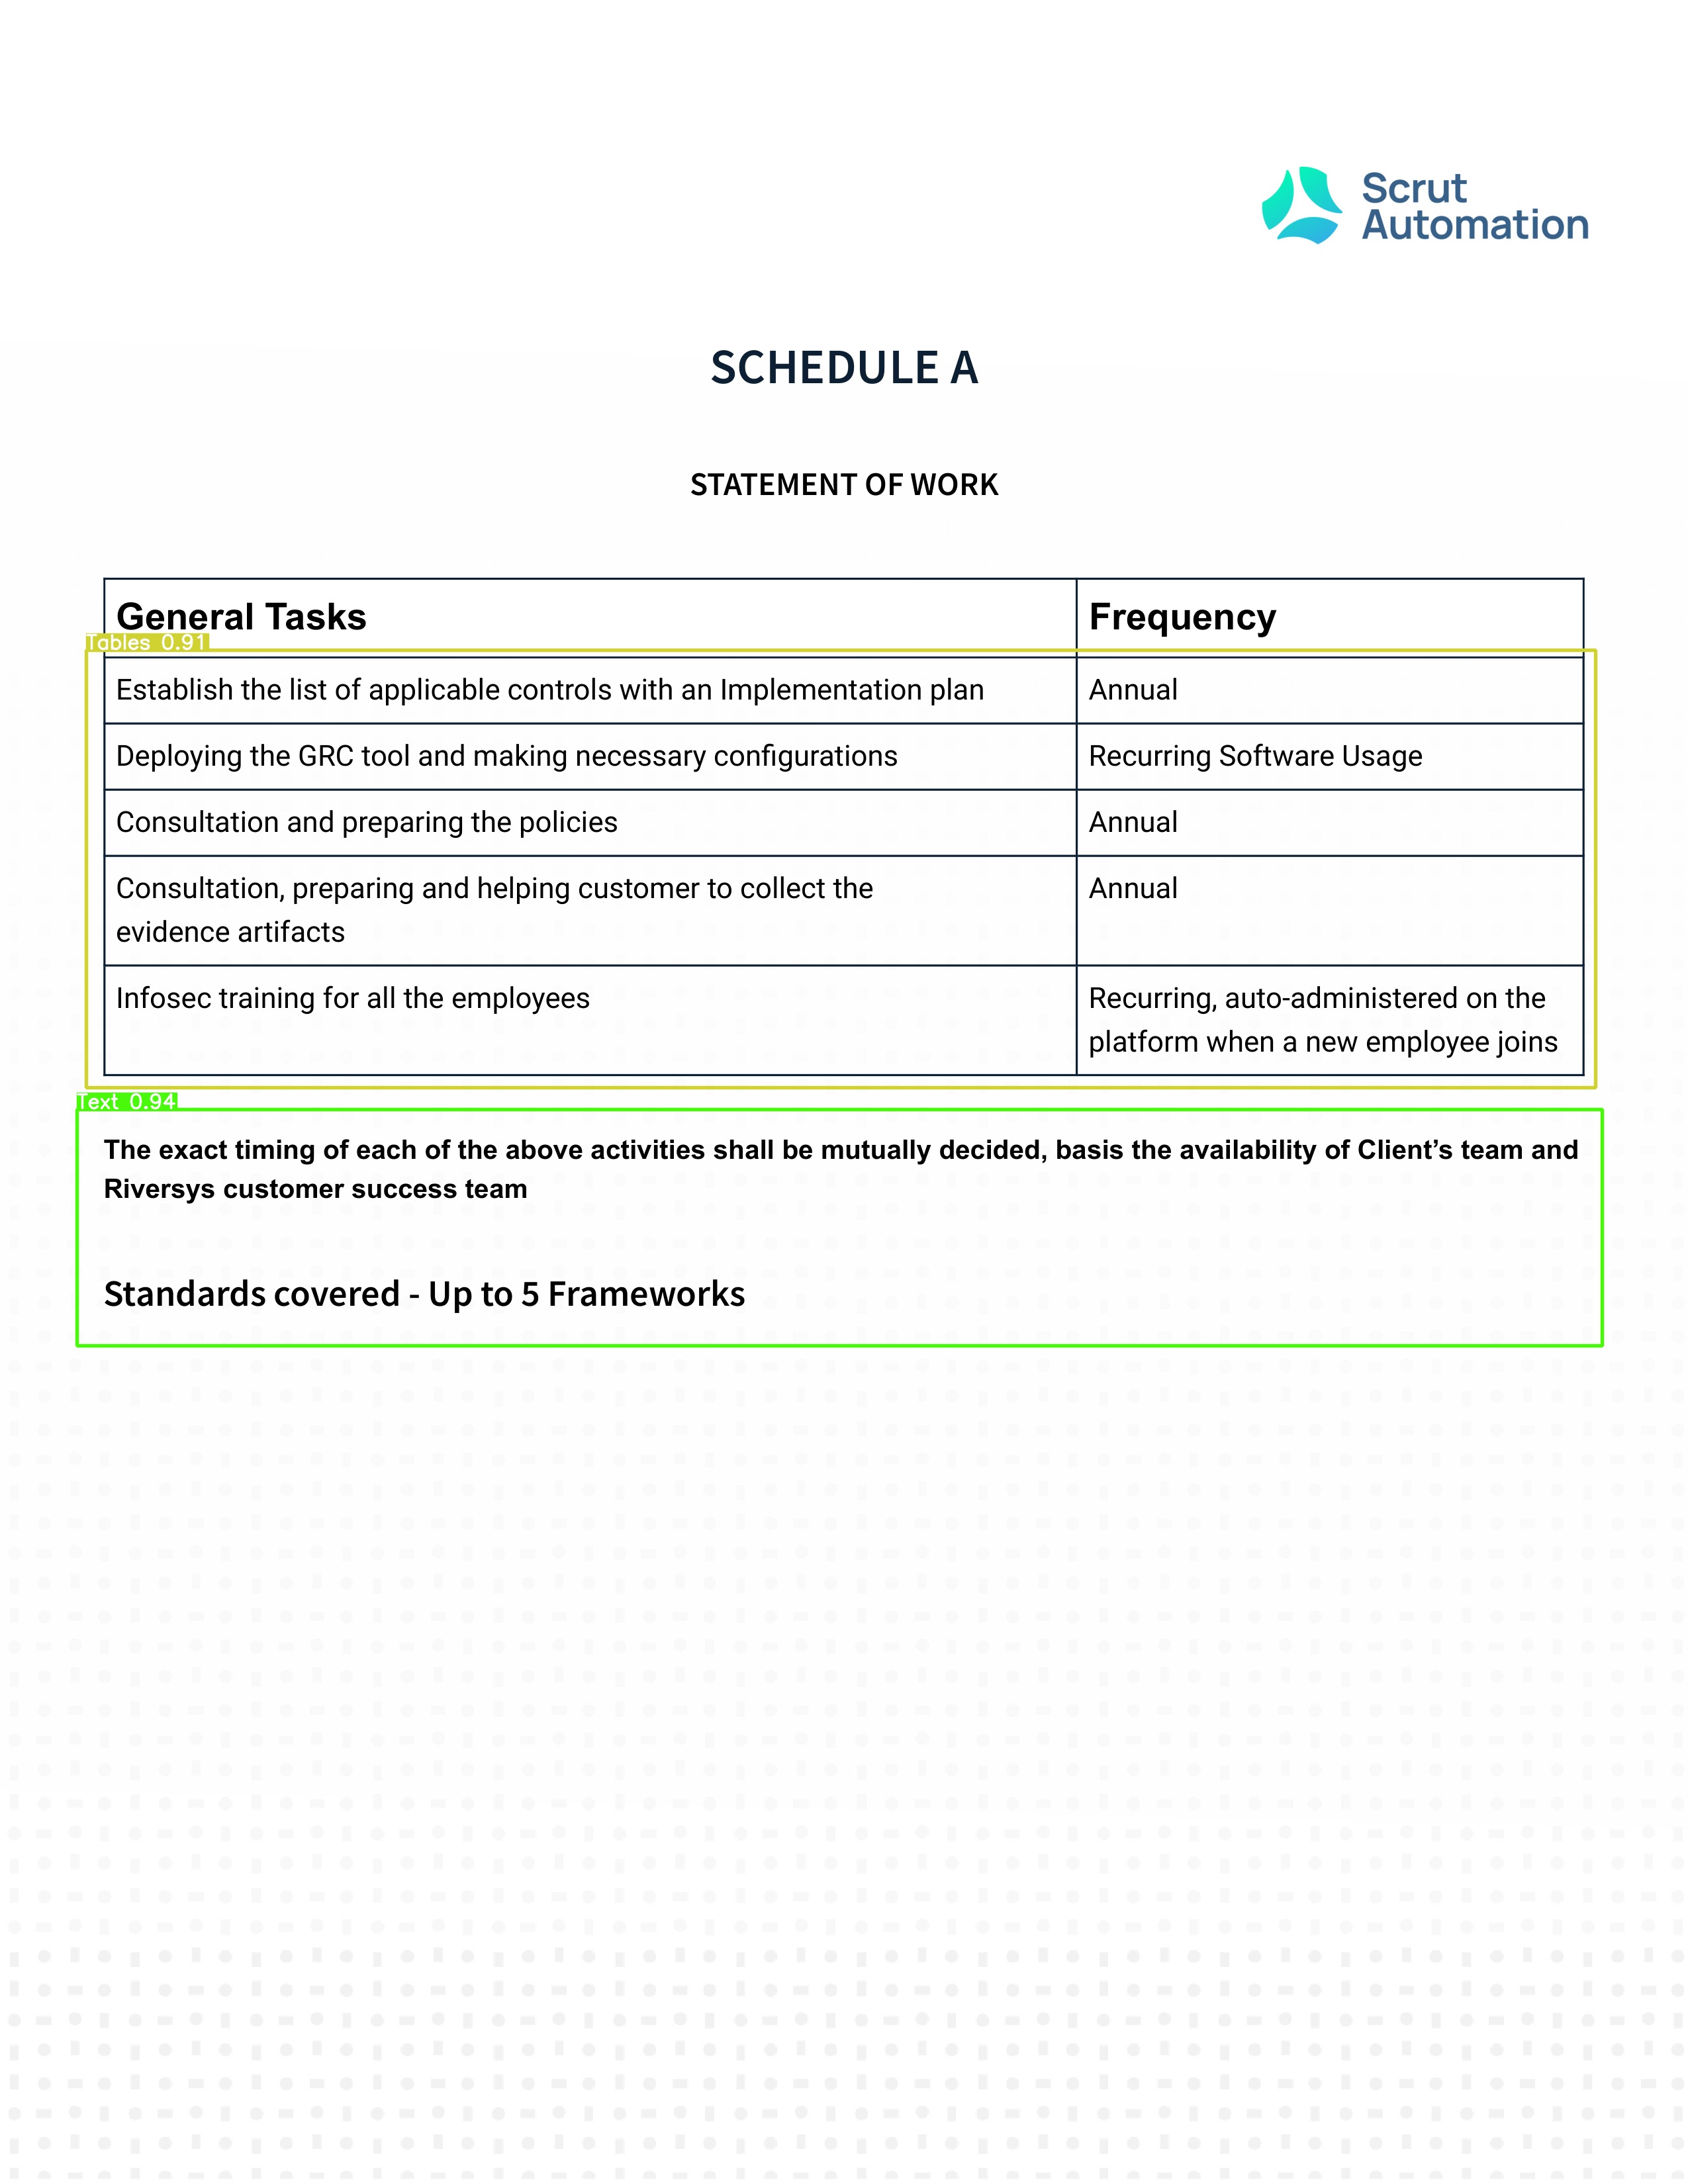 Scrut
Automation
SCHEDULE A
STATEMENT OF WORK
General Tasks Frequency
Tables 0.91
Establish the list of applicable controls with an Implementation plan Annual
Deploying the GRC tool and making necessary configurations Recurring Software Usage
Consultation and preparing the policies Annual
Consultation, preparing and helping customer to collect the Annual
evidence artifacts
Infosec training for all the employees Recurring, auto-administered on the
platform when a new employee joins
Text 0.94
The exact timing of each of the above activities shall be mutually decided, basis the availability of Client’s team and
Riversys customer success team
Standards covered - Up to 5 Frameworks